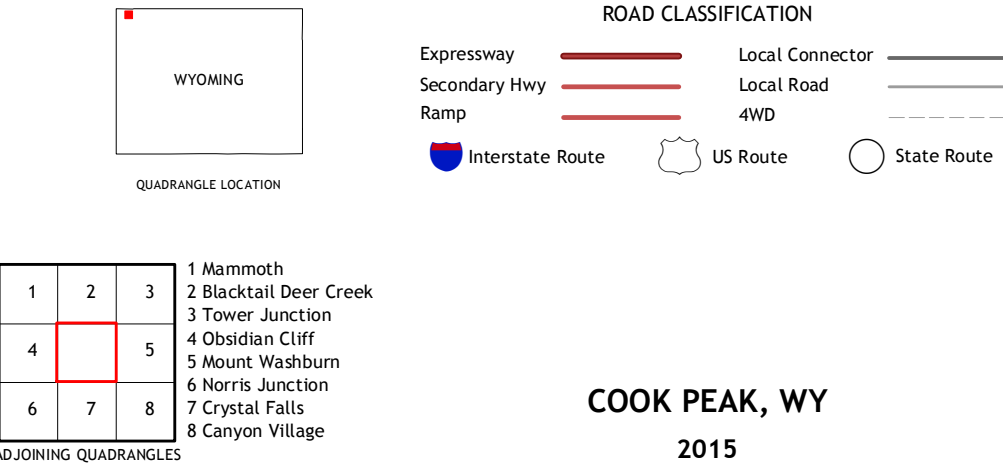 WYOMING
QUADRANGLE LOCATION
ROAD CLASSIFICATION
Expressway
Local Connector
Secondary Hwy
Local Road
Ramp
4WD
Interstate Route
US Route
State Route
1 2 3
4 5
6 7 8
1 Mammoth
2 Blacktail Deer Creek
3 Tower Junction
4 Obsidian Cliff
5 Mount Washburn
6 Norris Junction
7 Crystal Falls
8 Canyon Village
ADJOINING QUADRANGLES
COOK PEAK, WY
2015